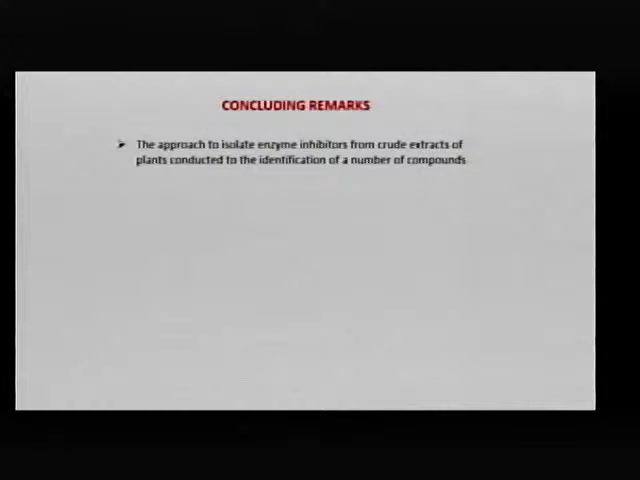 CONCLUDING REMARKS
➤ The approach to isolate enzyme inhibitors from crude extracts of
plants conducted to the identification of a number of compounds